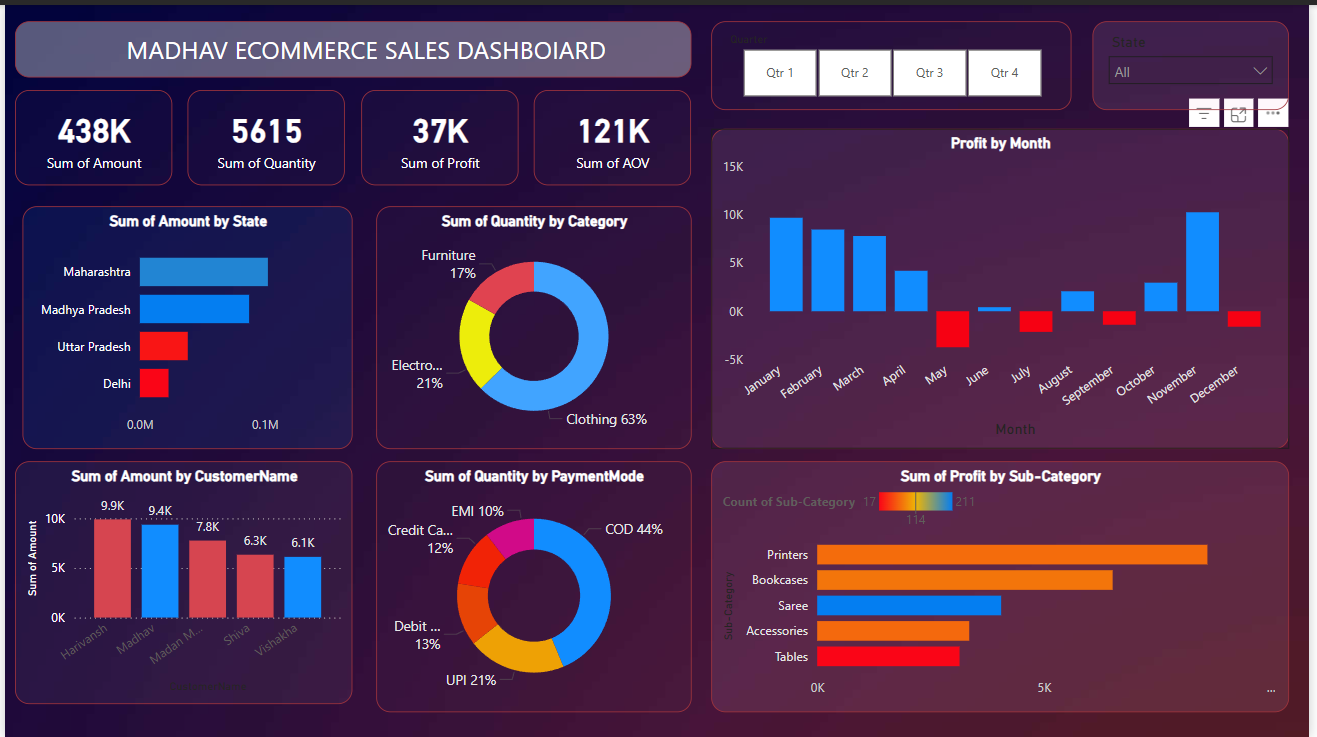 MADHAV ECOMMERCE SALES DASHBOIARD
Quarter
Qtr 1
Qtr 2
Qtr 3
Qtr 4
State
All
438K
Sum of Amount
5615
Sum of Quantity
37K
Sum of Profit
121K
Sum of AOV
Profit by Month
15K
10K
5K
0K
-5K
January
February
March
April
May
June
July
August
September
October
November
December
Month
Sum of Amount by State
Maharashtra
Madhya Pradesh
Uttar Pradesh
Delhi
0.0M
0.1M
Sum of Quantity by Category
Furniture
17%
Electro...
21%
Clothing 63%
Sum of Amount by CustomerName
Sum of Amount
10K
5K
0K
9.9K
9.4K
7.8K
6.3K
6.1K
Harivansh
Madhav
Madan M...
Shiva
Vishakha
Sum of Quantity by PaymentMode
EMI 10%
Credit Ca...
12%
Debit ...
13%
UPI 21%
COD 44%
Sum of Profit by Sub-Category
Count of Sub-Category
17
211
114
Sub-Category
Printers
Bookcases
Saree
Accessories
Tables
0K
5K
...